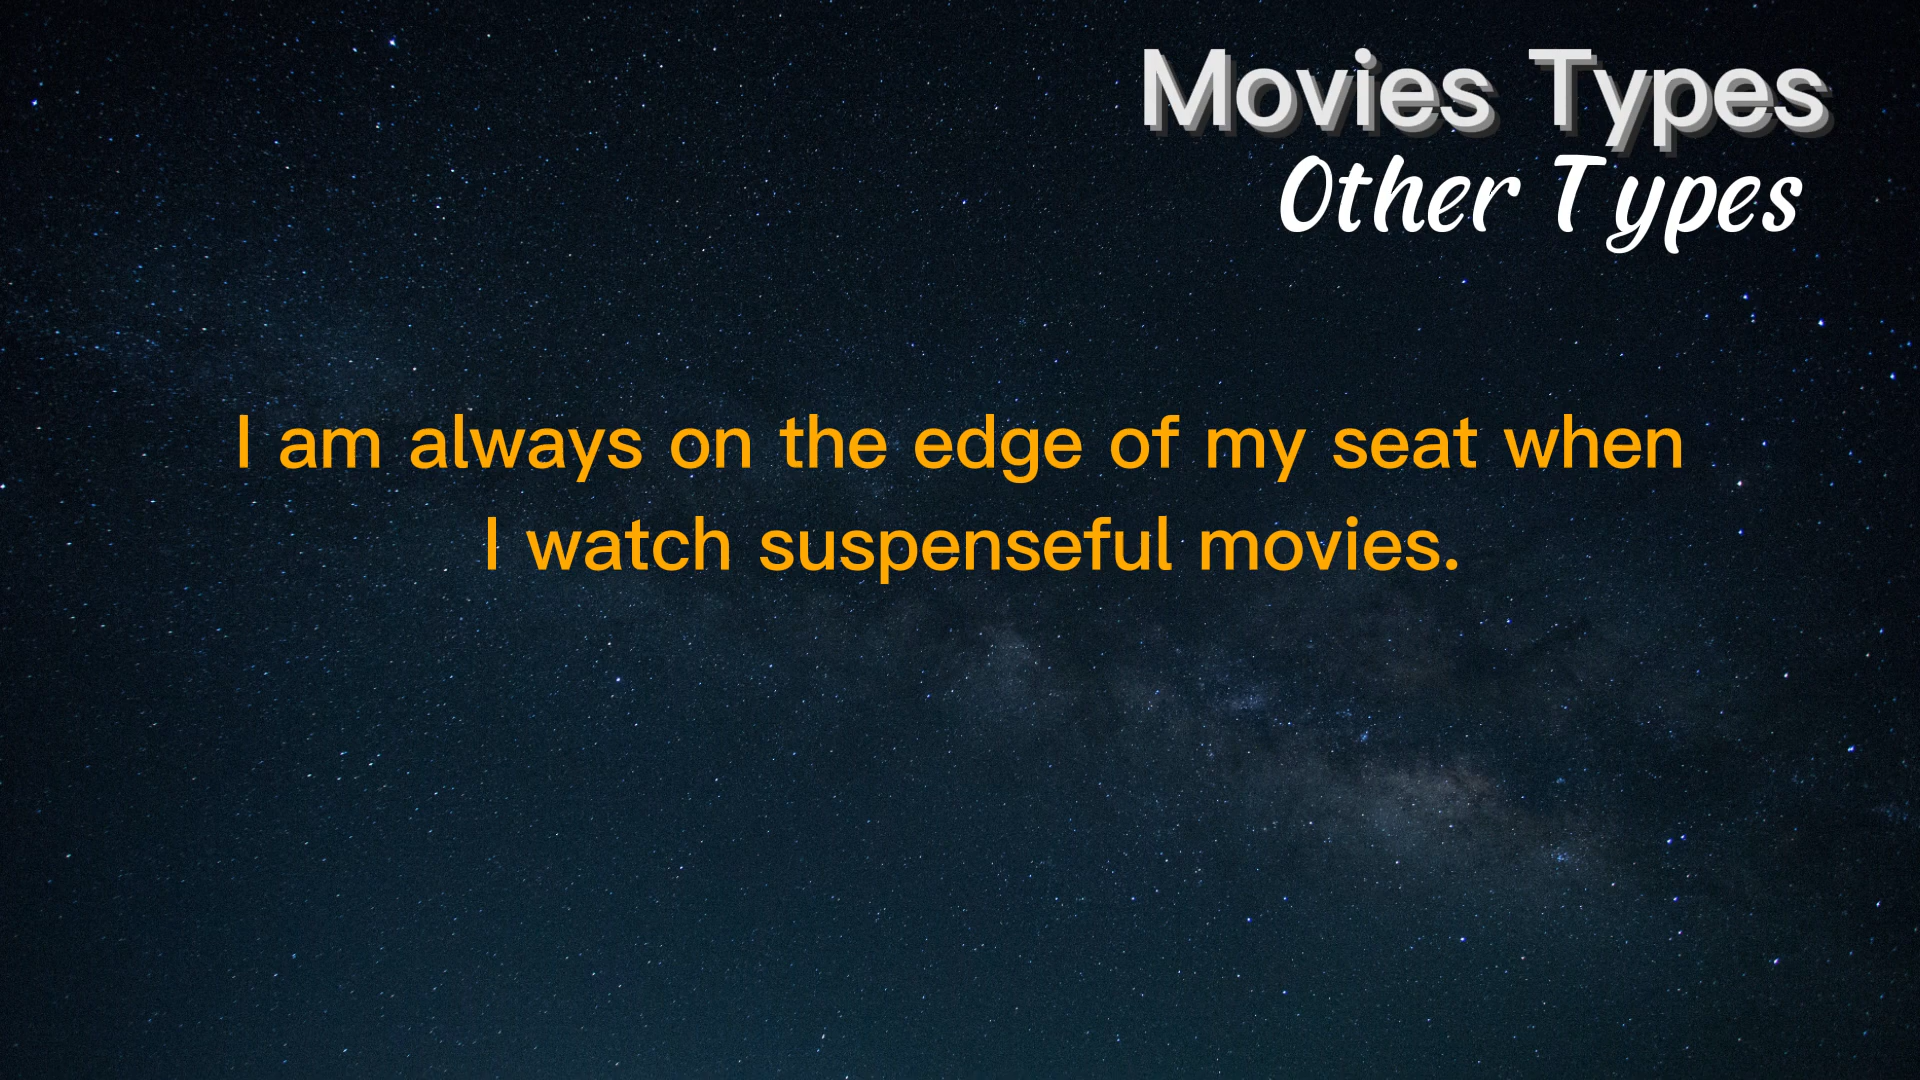 Movies Types
Other Types
I am always on the edge of my seat when
I watch suspenseful movies.